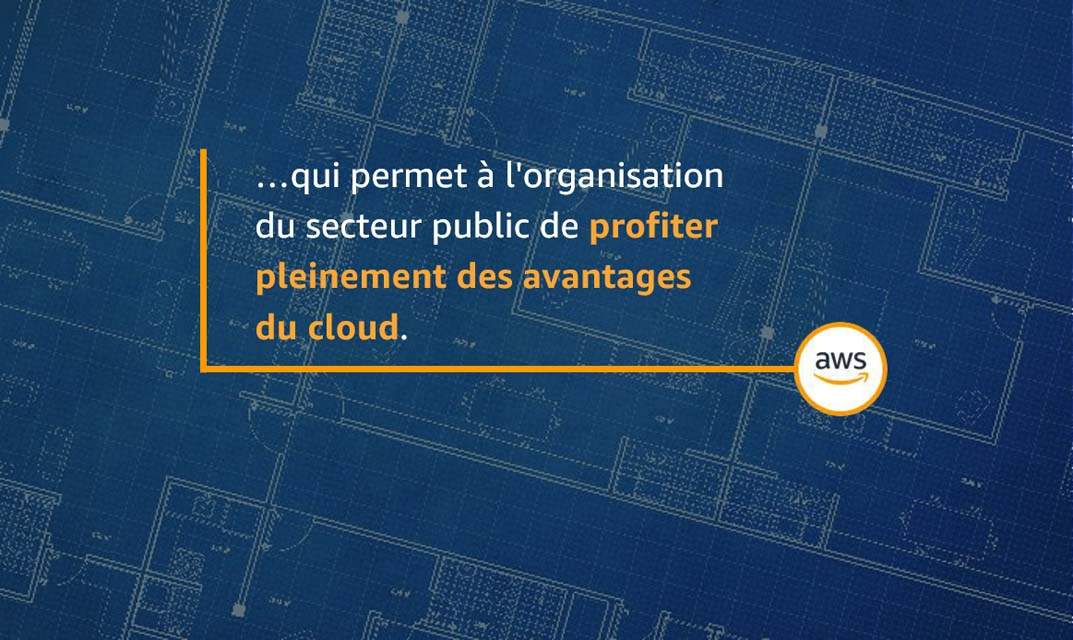 …qui permet à l'organisation
du secteur public de profiter
pleinement des avantages
du cloud.
aws